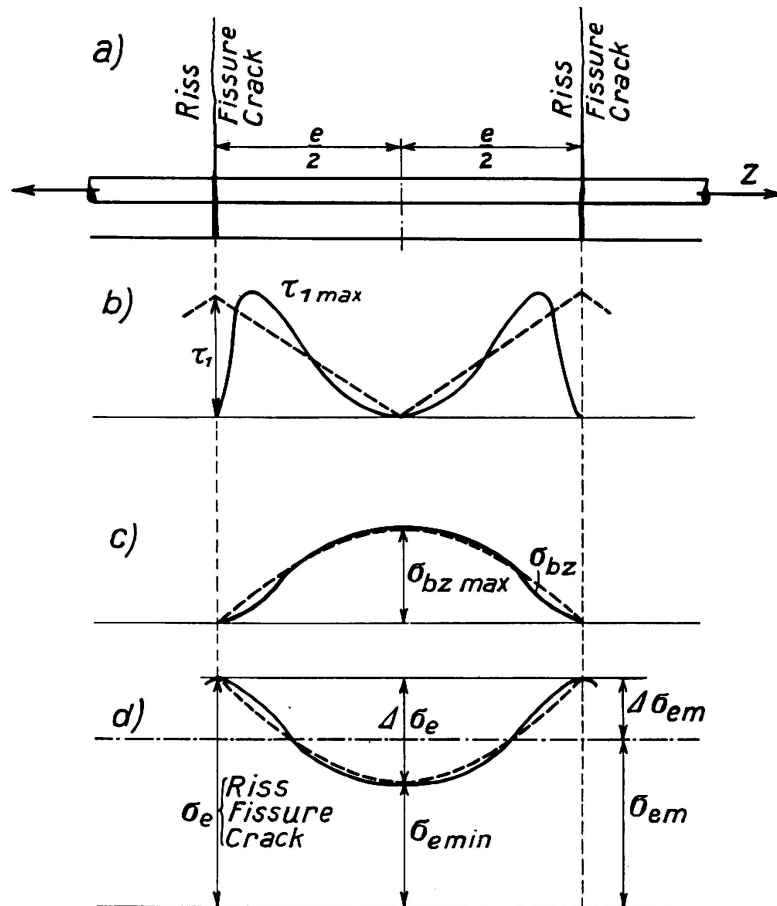 a)
Riss
Fissure
Crack
Riss
Fissure
Crack
e
2
e
2
Z
b)
τ1 max
τ1
c)
σbz max
σbz
d)
Δσe
Δσem
σe { Riss
Fissure
Crack
σe min
σem